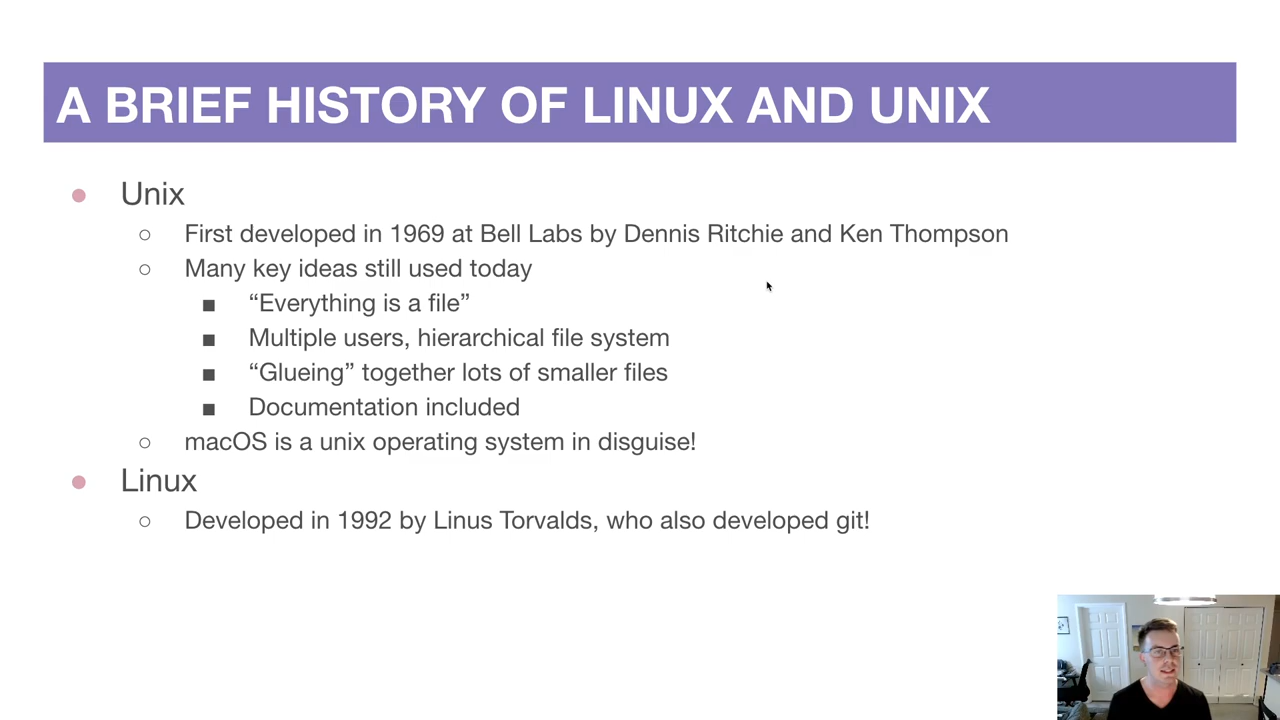 A BRIEF HISTORY OF LINUX AND UNIX
● Unix
○ First developed in 1969 at Bell Labs by Dennis Ritchie and Ken Thompson
○ Many key ideas still used today
■ “Everything is a file”
■ Multiple users, hierarchical file system
■ “Glueing” together lots of smaller files
■ Documentation included
○ macOS is a unix operating system in disguise!
● Linux
○ Developed in 1992 by Linus Torvalds, who also developed git!